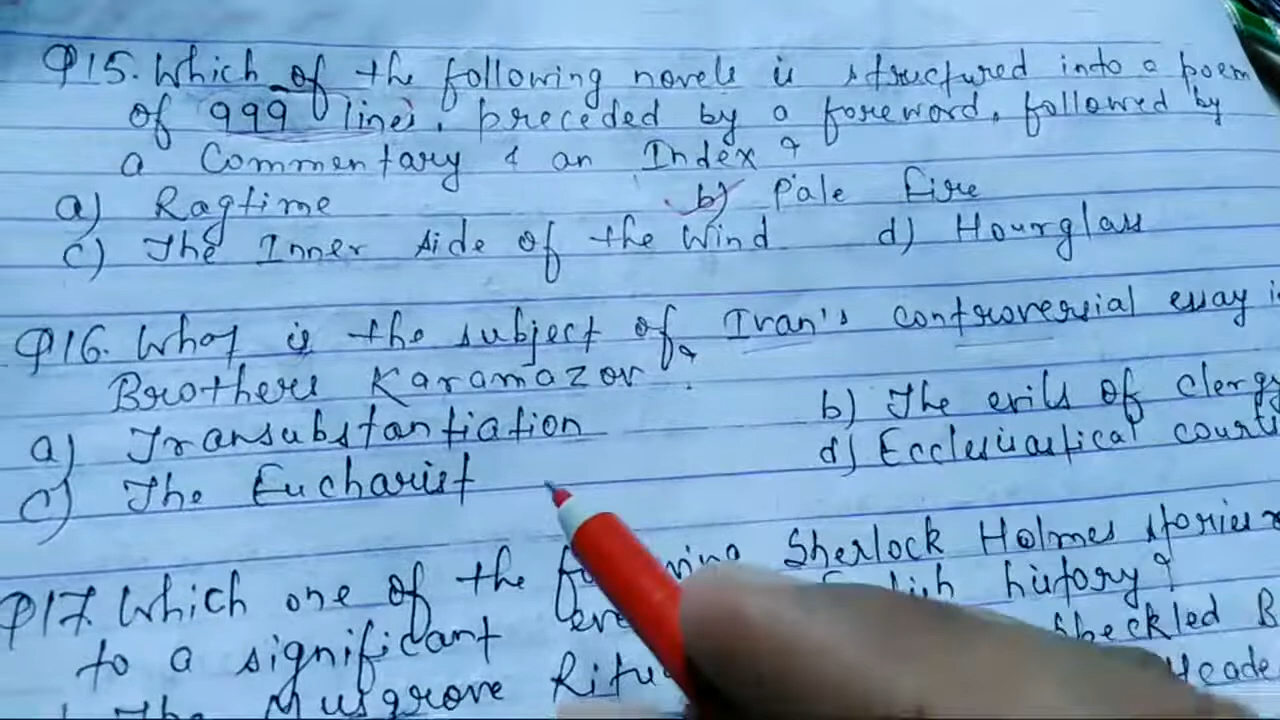 Q15. Which of the following novels is structured into a poem
of 999 lines, preceded by a foreword, followed by
a Commentary & an Index?
a) Ragtime b) Pale Fire
c) The Inner Side of the Wind d) Hourglass
Q16. What is the subject of Ivan's controversial essay
Brothers Karamazov?
a) Transubstantiation b) The evils of clergy
c) The Eucharist d) Ecclesiastical courts
Q17. Which one of the Sherlock Holmes stories
to a significant history?
The Musgrove Speckled